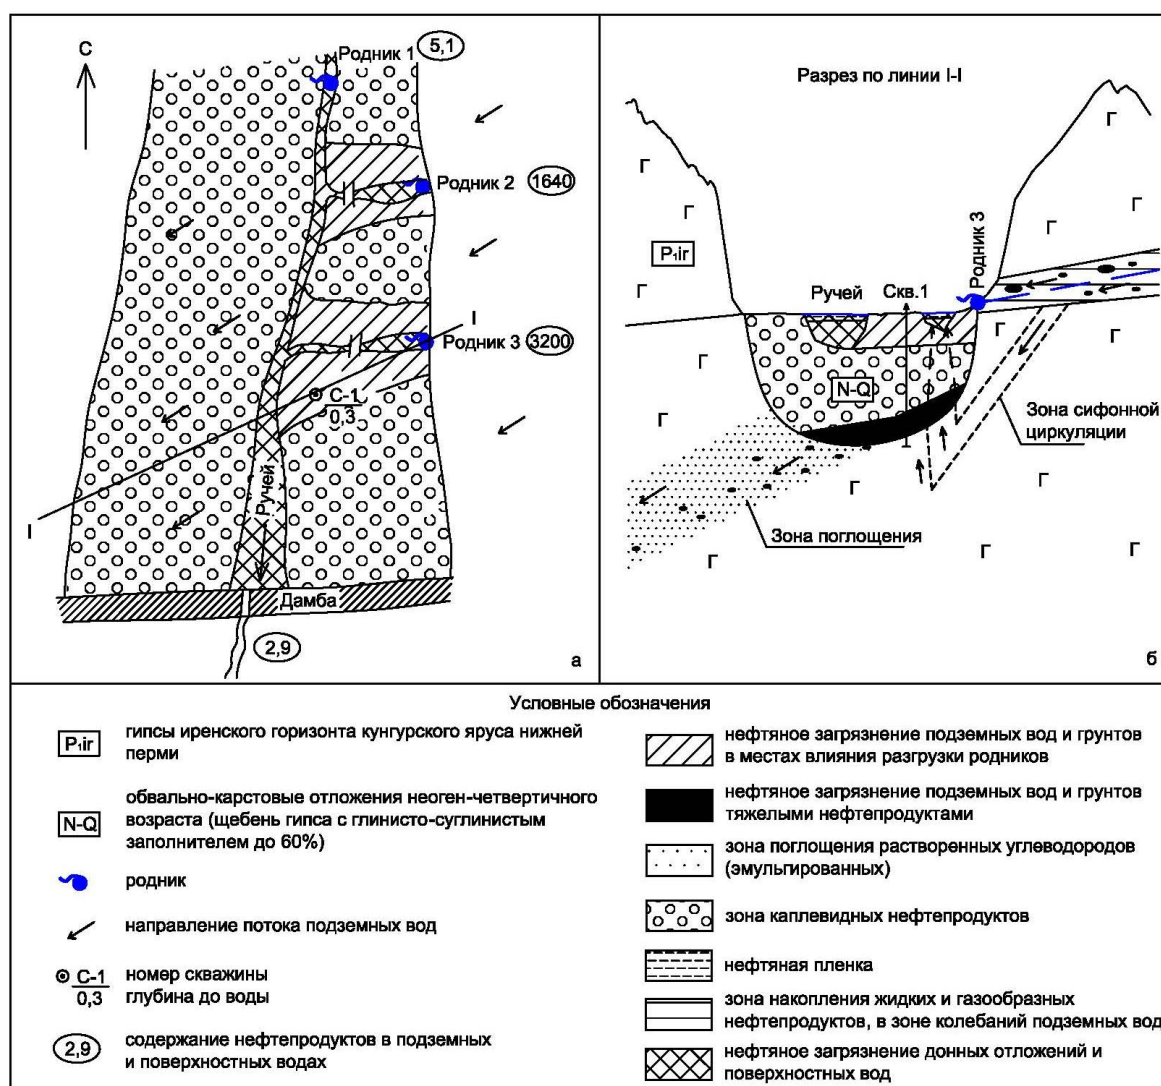 С
Родник 1
5,1
Родник 2
1640
I
Родник 3
3200
С-1
0,3
Ручей
I
Дамба
2,9
а
Разрез по линии I-I
Г
Г
Г
Г
Г
Г
P₁ir
Родник 3
Г
Ручей
Скв.1
Г
Г
Г
N-Q
Зона сифонной
циркуляции
Г
Г
Г
Г
Зона поглощения
Г
Г
Г
б
Условные обозначения
P₁ir
гипсы иренского горизонта кунгурского яруса нижней
перми
N-Q
обвально-карстовые отложения неоген-четвертичного
возраста (щебень гипса с глинисто-суглинистым
заполнителем до 60%)
родник
направление потока подземных вод
С-1
0,3
номер скважины
глубина до воды
2,9
содержание нефтепродуктов в подземных
и поверхностных водах
нефтяное загрязнение подземных вод и грунтов
в местах влияния разгрузки родников
нефтяное загрязнение подземных вод и грунтов
тяжелыми нефтепродуктами
зона поглощения растворенных углеводородов
(эмульгированных)
зона каплевидных нефтепродуктов
нефтяная пленка
зона накопления жидких и газообразных
нефтепродуктов, в зоне колебаний подземных вод
нефтяное загрязнение донных отложений и
поверхностных вод